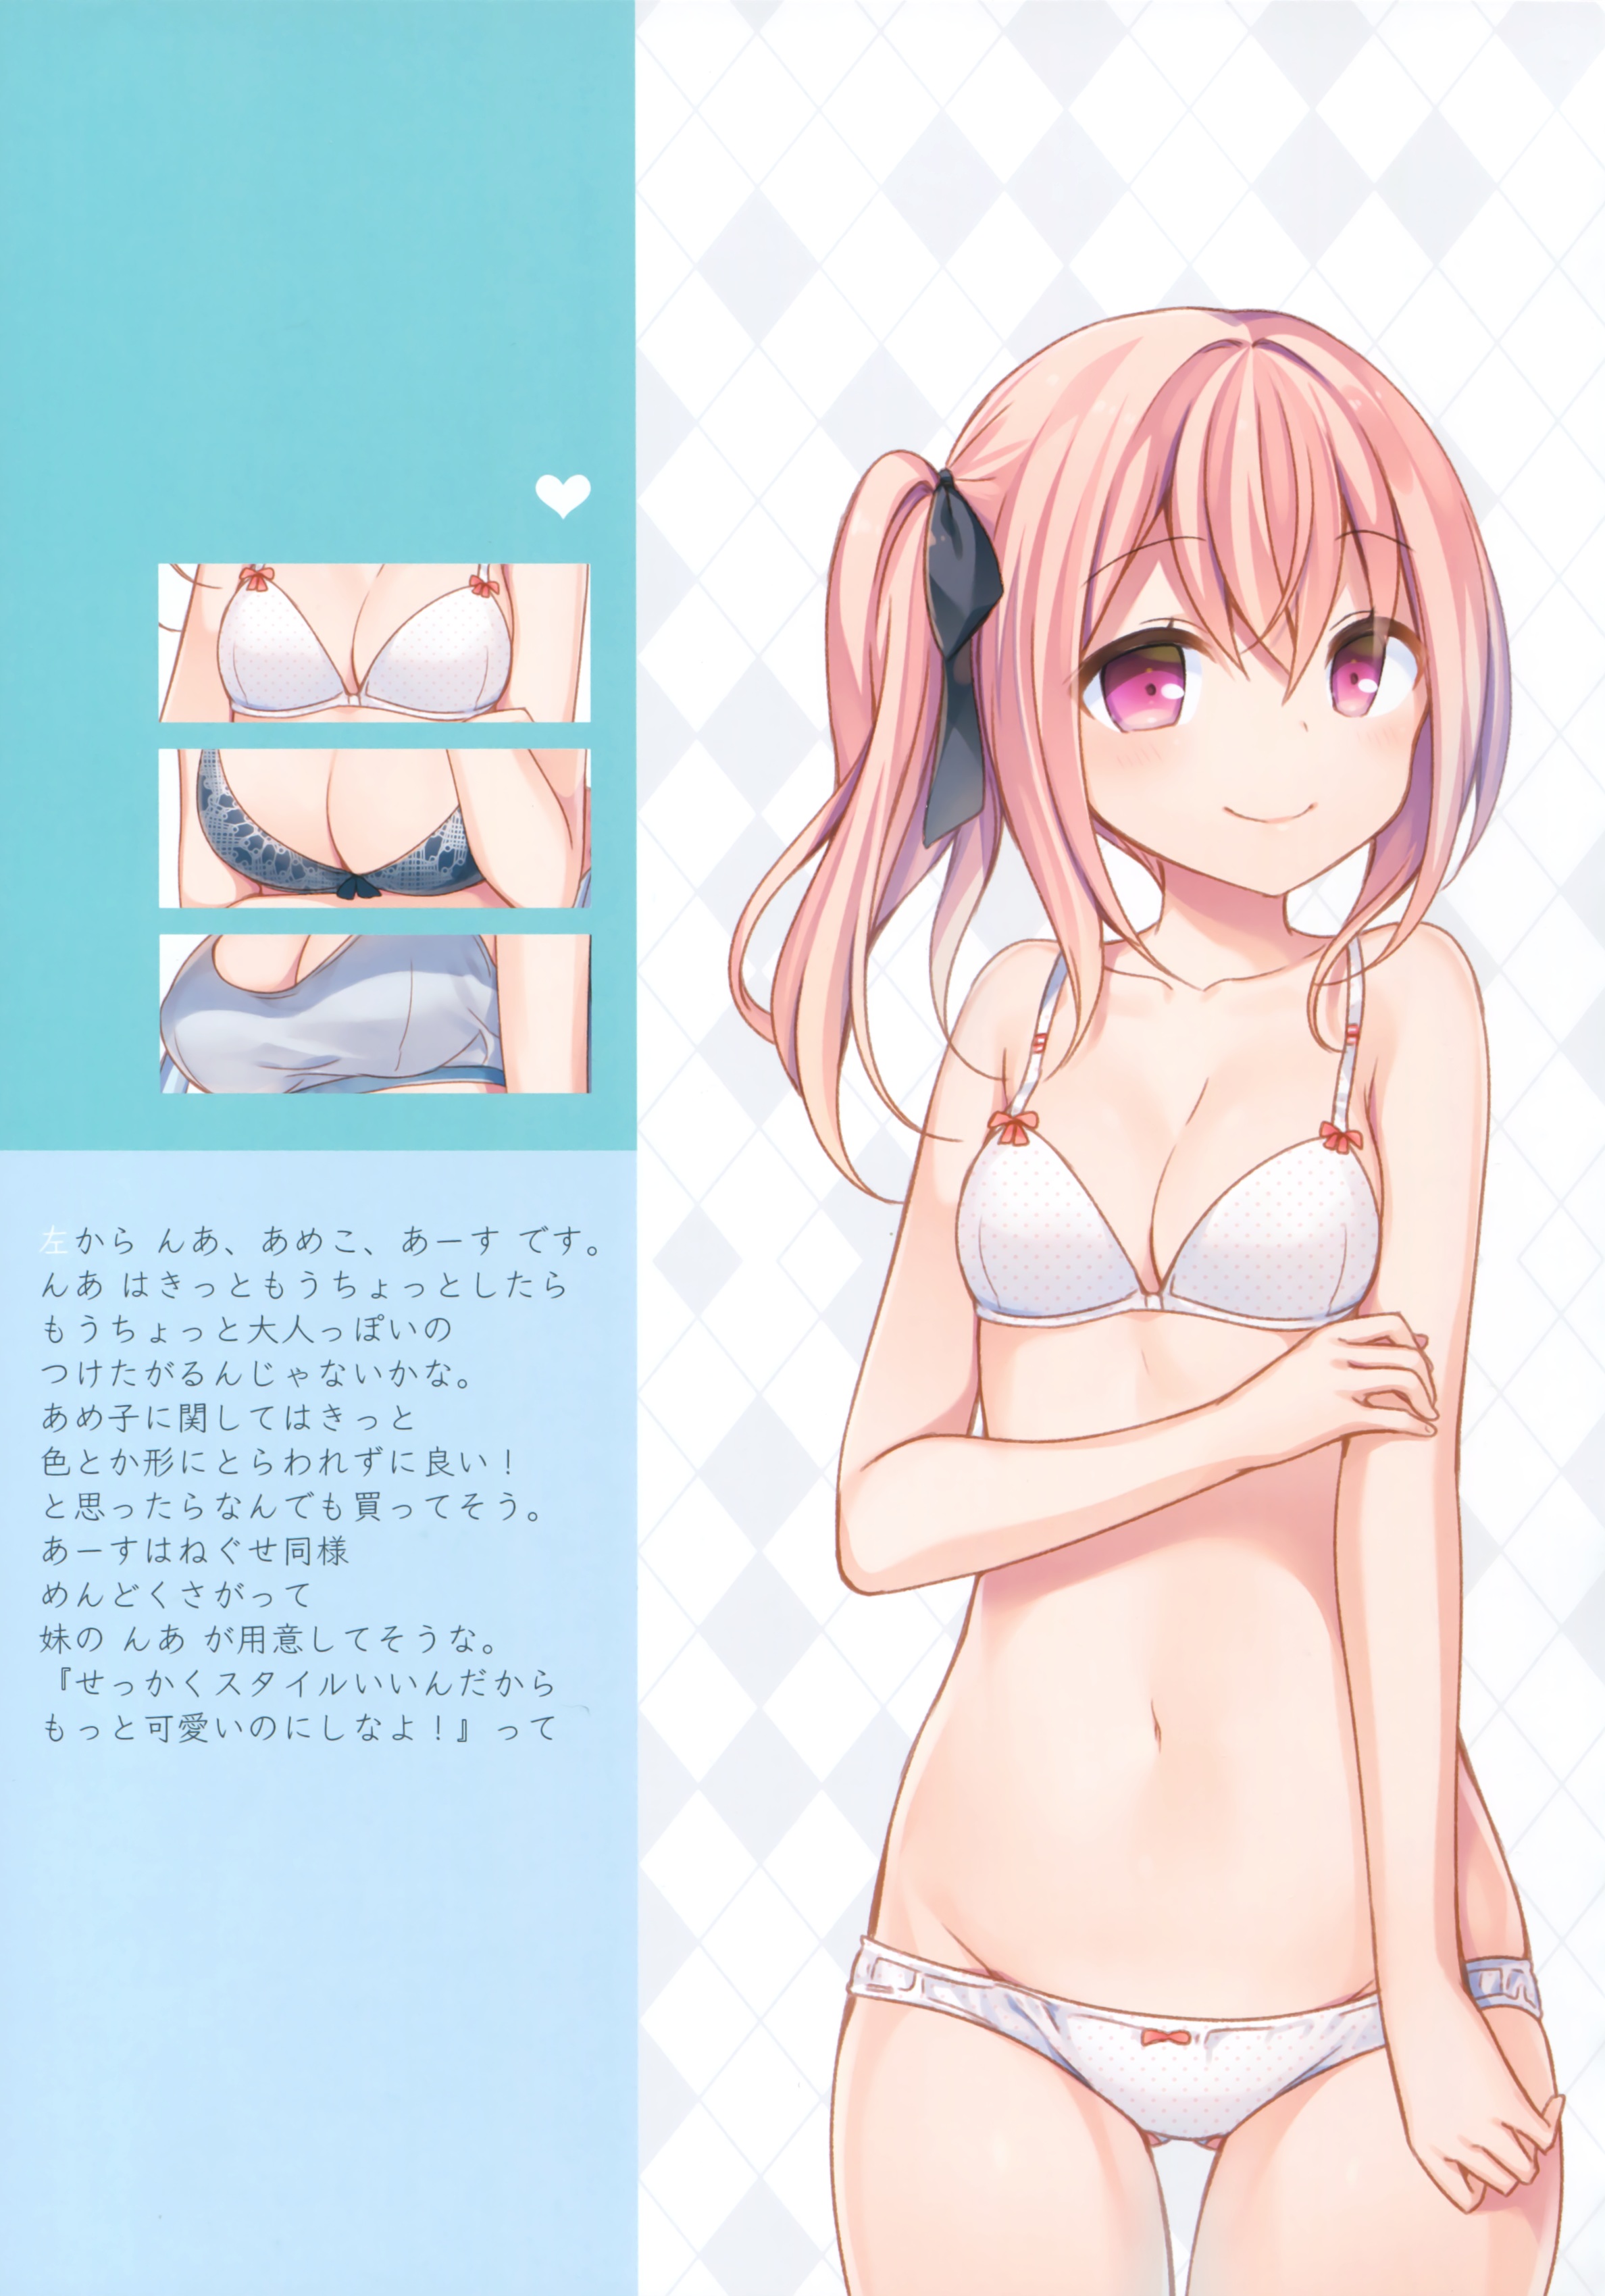 左から んあ、あめこ、あーす です。
んあ はきっともうちょっとしたら
もうちょっと大人っぽいの
つけたがるんじゃないかな。
あめ子に関してはきっと
色とか形にとらわれずに良い！
と思ったらなんでも買ってそう。
あーすはねぐせ同様
めんどくさがって
妹の んあ が用意してそうな。
『せっかくスタイルいいんだから
もっと可愛いのにしなよ！』って